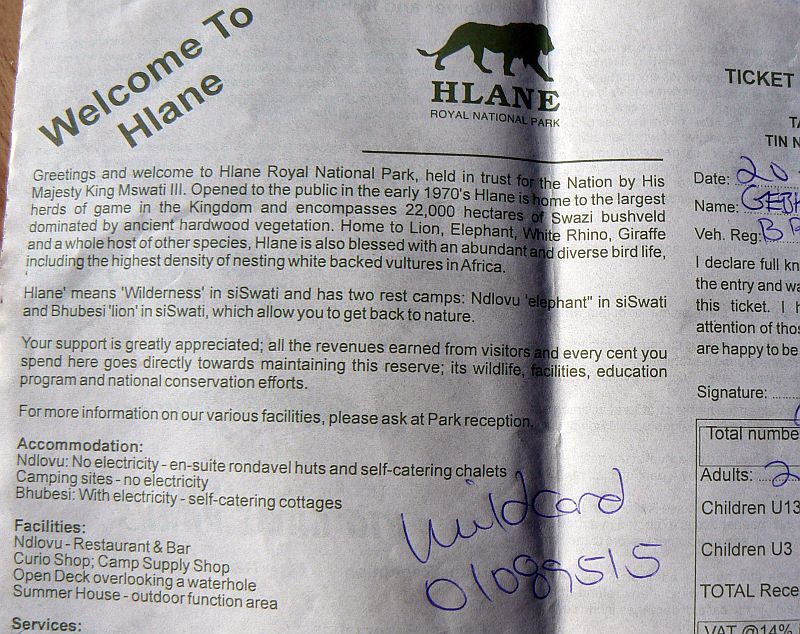 Welcome To
Hlane
HLANE
ROYAL NATIONAL PARK
Greetings and welcome to Hlane Royal National Park, held in trust for the Nation by His
Majesty King Mswati III. Opened to the public in the early 1970's Hlane is home to the largest
herds of game in the Kingdom and encompasses 22,000 hectares of Swazi bushveld
dominated by ancient hardwood vegetation. Home to Lion, Elephant, White Rhino, Giraffe
and a whole host of other species, Hlane is also blessed with an abundant and diverse bird life,
including the highest density of nesting white backed vultures in Africa.
Hlane' means 'Wilderness' in siSwati and has two rest camps: Ndlovu 'elephant" in siSwati
and Bhubesi 'lion' in siSwati, which allow you to get back to nature.
Your support is greatly appreciated; all the revenues earned from visitors and every cent you
spend here goes directly towards maintaining this reserve; its wildlife, facilities, education
program and national conservation efforts.
For more information on our various facilities, please ask at Park reception.
Accommodation:
Ndlovu: No electricity - en-suite rondavel huts and self-catering chalets
Camping sites - no electricity
Bhubesi: With electricity - self-catering cottages
Facilities:
Ndlovu - Restaurant & Bar
Curio Shop; Camp Supply Shop
Open Deck overlooking a waterhole
Summer House - outdoor function area
Services:
Wildcard
01089515
TICKET
TA
TIN N
Date: 20
Name:
Veh. Reg: B
I declare full kn
the entry and wa
this ticket. I h
attention of thos
are happy to be
Signature:
Total numbe
Adults: 2
Children U13
Children U3
TOTAL Rece
VAT @14%